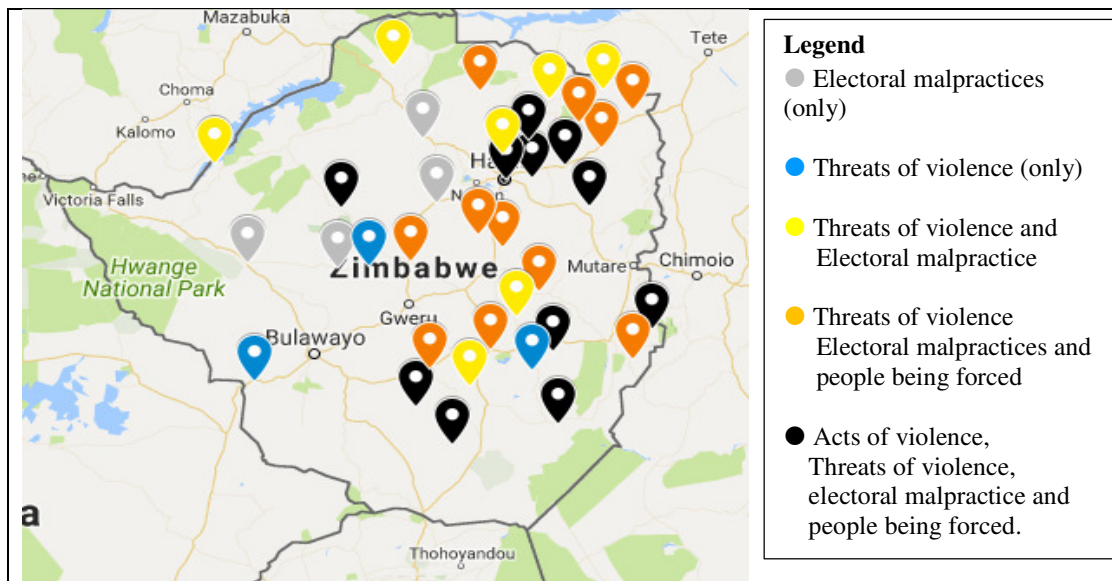 Mazabuka
Tete
Choma
Kalomo
Victoria Falls
Ha
Hwange
National Park
Zimbabwe
Mutare
Chimoio
Gweru
Bulawayo
a
Thohoyandou
Legend
Electoral malpractices
(only)
Threats of violence (only)
Threats of violence and
Electoral malpractice
Threats of violence
Electoral malpractices and
people being forced
Acts of violence,
Threats of violence,
electoral malpractice and
people being forced.